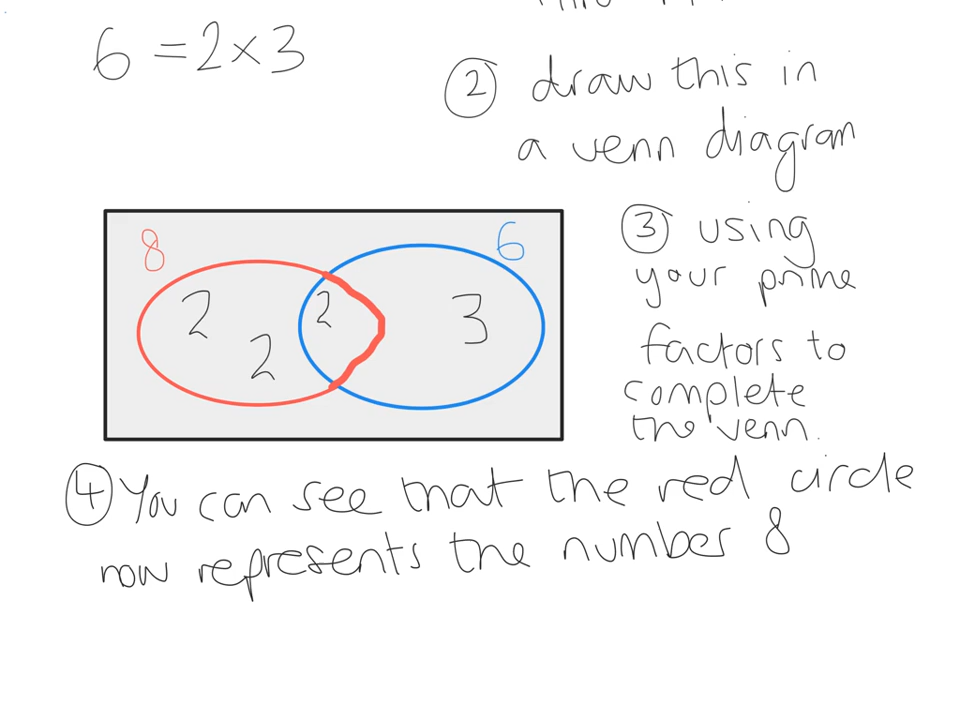 6 = 2 × 3
② draw this in
a venn diagram
③ using
your prime
factors to
complete
the venn.
8
6
2
2
2
3
④ You can see that the red circle
now represents the number 8